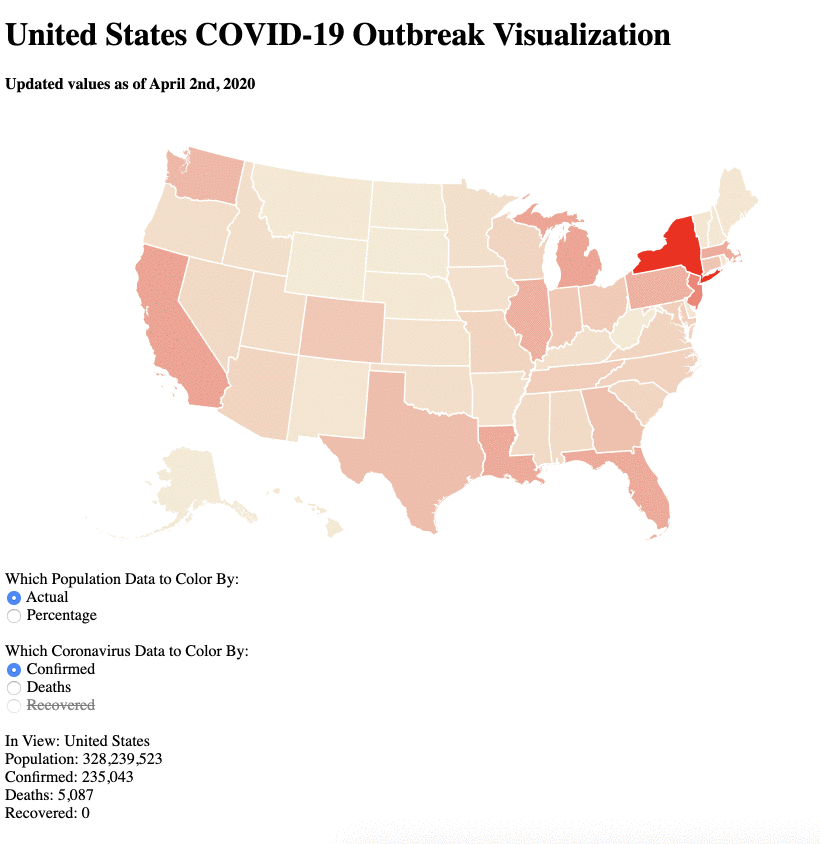 United States COVID-19 Outbreak Visualization
Updated values as of April 2nd, 2020
Which Population Data to Color By:
Actual
Percentage
Which Coronavirus Data to Color By:
Confirmed
Deaths
Recovered
In View: United States
Population: 328,239,523
Confirmed: 235,043
Deaths: 5,087
Recovered: 0